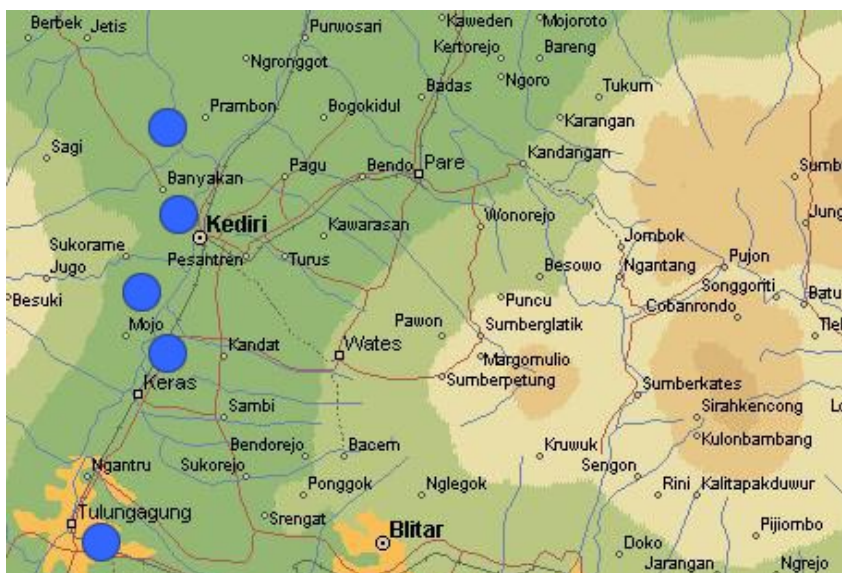 Berbek
Jetis
Purwosari
Kaweden
Mojoroto
Kertorejo
Bareng
Ngronggot
Ngoro
Badas
Tukum
Prambon
Bogokidul
Karangan
Sagi
Kandangan
Pagu
Bendo
Pare
Banyakan
Sumb
Kediri
Kawarasan
Wonorejo
Jung
Sukorame
Pesantren
Turus
Jombok
Pujon
Jugo
Besowo
Ngantang
Songgoriti
Besuki
Puncu
Cobanrondo
Batu
Mojo
Kandat
Wates
Pawon
Sumberglatik
Tlek
Margomulio
Keras
Sumberpetung
Sumberkates
Sambi
Sirahkencong
Lo
Bendorejo
Bacem
Kruwuk
Kulonbambang
Ngantru
Sukorejo
Sengon
Ponggok
Nglegok
Rini
Kalitapakduwur
Tulungagung
Srengat
Blitar
Pijiombo
Doko
Jarangan
Ngrejo